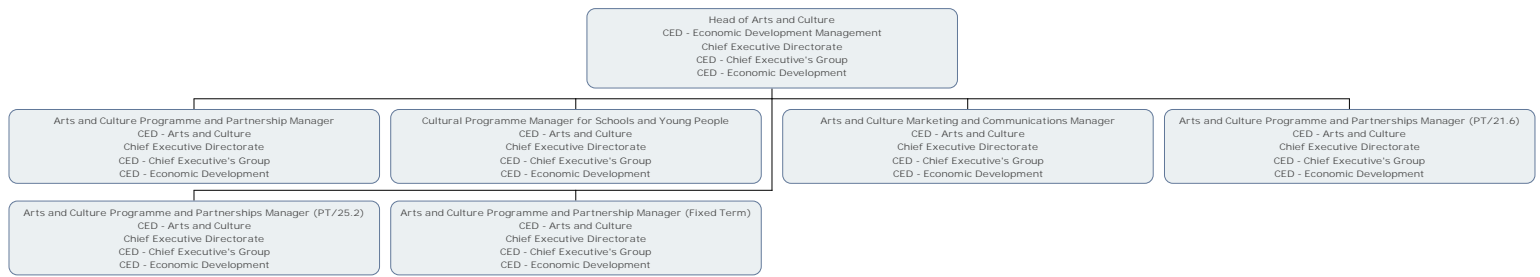 Head of Arts and Culture
CED - Economic Development Management
Chief Executive Directorate
CED - Chief Executive's Group
CED - Economic Development
Arts and Culture Programme and Partnership Manager
CED - Arts and Culture
Chief Executive Directorate
CED - Chief Executive's Group
CED - Economic Development
Cultural Programme Manager for Schools and Young People
CED - Arts and Culture
Chief Executive Directorate
CED - Chief Executive's Group
CED - Economic Development
Arts and Culture Marketing and Communications Manager
CED - Arts and Culture
Chief Executive Directorate
CED - Chief Executive's Group
CED - Economic Development
Arts and Culture Programme and Partnerships Manager (PT/21.6)
CED - Arts and Culture
Chief Executive Directorate
CED - Chief Executive's Group
CED - Economic Development
Arts and Culture Programme and Partnerships Manager (PT/25.2)
CED - Arts and Culture
Chief Executive Directorate
CED - Chief Executive's Group
CED - Economic Development
Arts and Culture Programme and Partnership Manager (Fixed Term)
CED - Arts and Culture
Chief Executive Directorate
CED - Chief Executive's Group
CED - Economic Development